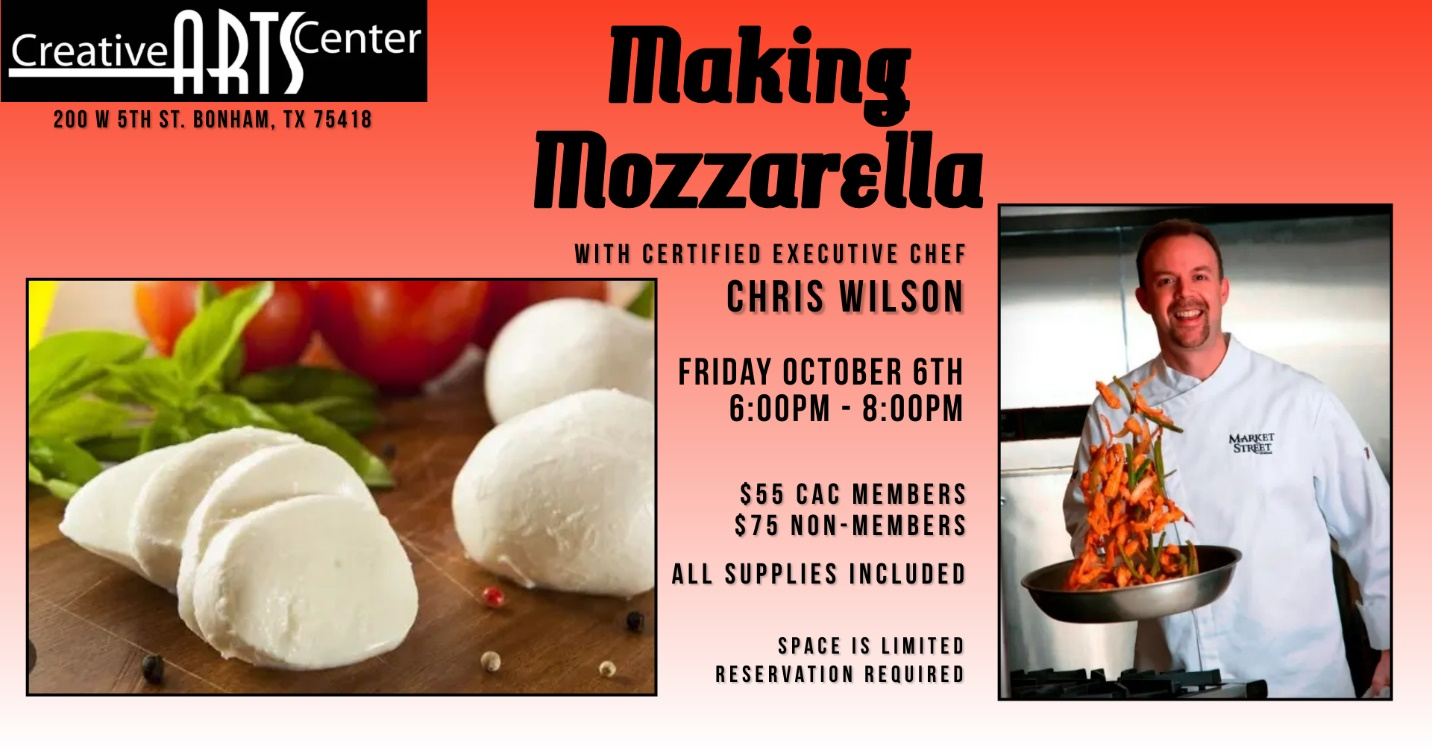 Creative ARTS Center
200 W 5TH ST. BONHAM, TX 75418
Making
Mozzarella
WITH CERTIFIED EXECUTIVE CHEF
CHRIS WILSON
FRIDAY OCTOBER 6TH
6:00PM - 8:00PM
$55 CAC MEMBERS
$75 NON-MEMBERS
ALL SUPPLIES INCLUDED
SPACE IS LIMITED
RESERVATION REQUIRED
MARKET
STREET